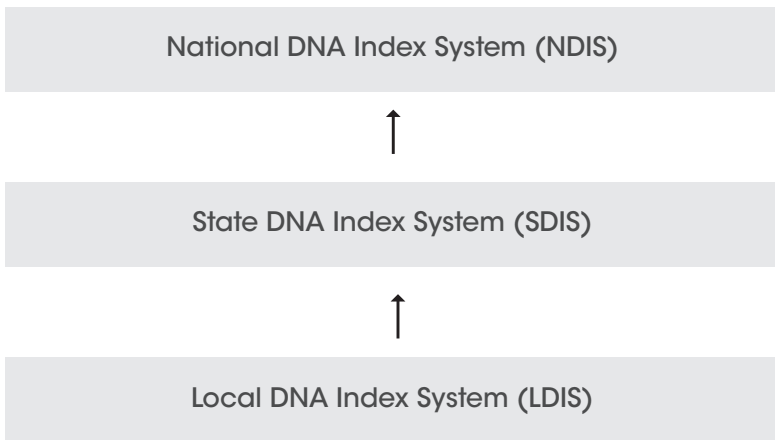 National DNA Index System (NDIS)
State DNA Index System (SDIS)
Local DNA Index System (LDIS)